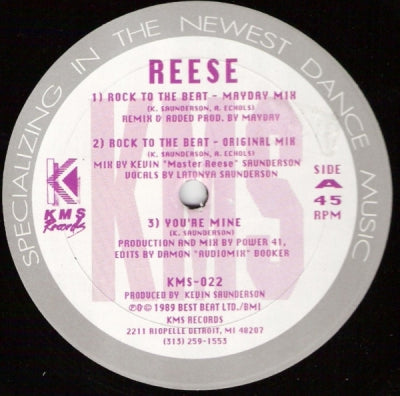 SPECIALIZING IN THE NEWEST DANCE MUSIC
REESE
1) ROCK TO THE BEAT - MAYDAY MIX
(K. SAUNDERSON, R. ECHOLS)
REMIX & ADDED PROD. BY MAYDAY
2) ROCK TO THE BEAT - ORIGINAL MIX
(K. SAUNDERSON, R. ECHOLS)
MIX BY KEVIN "Master Reese" SAUNDERSON
VOCALS BY LATONYA SAUNDERSON
SIDE
A
45
RPM
K
KMS
Records
3) YOU'RE MINE
(K. SAUNDERSON)
PRODUCTION AND MIX BY POWER 41,
EDITS BY DAMON "AUDIOMIX" BOOKER
KMS
KMS-022
PRODUCED BY KEVIN SAUNDERSON
℗© 1989 BEST BEAT LTD./BMI
KMS RECORDS
2211 RIOPELLE DETROIT, MI 48207
(313) 259-1553